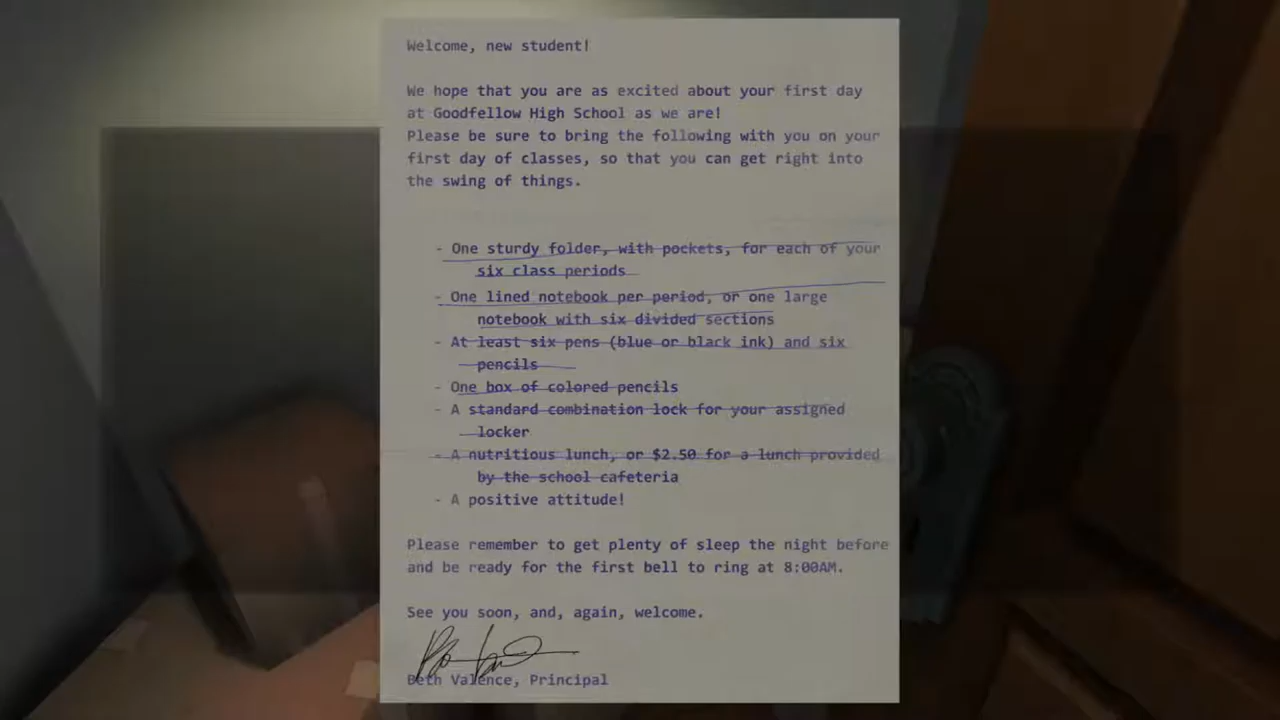 Welcome, new student!
We hope that you are as excited about your first day
at Goodfellow High School as we are!
Please be sure to bring the following with you on your
first day of classes, so that you can get right into
the swing of things.
- One sturdy folder, with pockets, for each of your
six class periods
- One lined notebook per period, or one large
notebook with six divided sections
- At least six pens (blue or black ink) and six
pencils
- One box of colored pencils
- A standard combination lock for your assigned
locker
- A nutritious lunch, or $2.50 for a lunch provided
by the school cafeteria
- A positive attitude!
Please remember to get plenty of sleep the night before
and be ready for the first bell to ring at 8:00AM.
See you soon, and, again, welcome.
Beth Valence, Principal